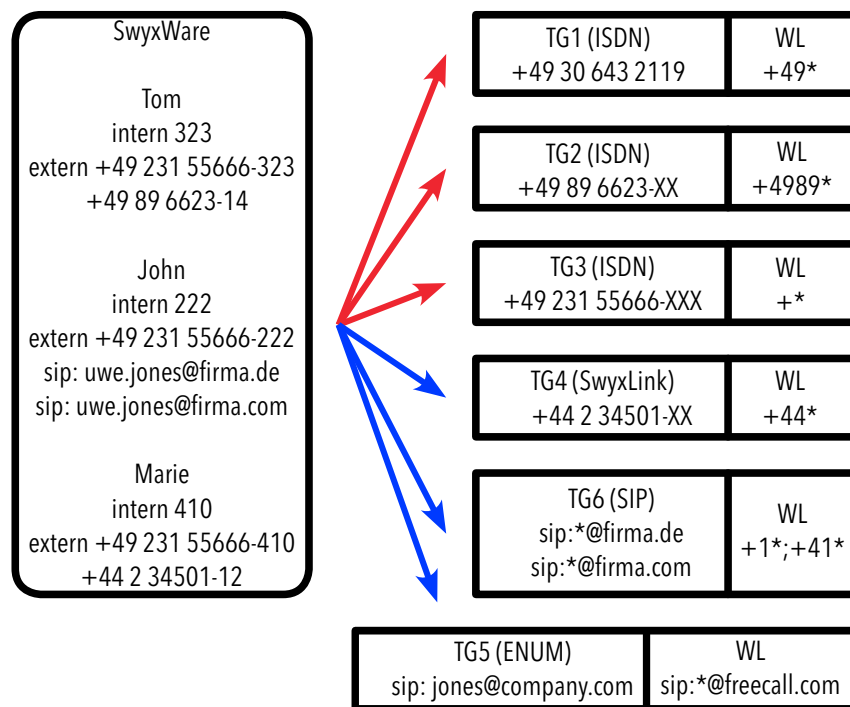 SwyxWare
Tom
intern 323
extern +49 231 55666-323
+49 89 6623-14
John
intern 222
extern +49 231 55666-222
sip: uwe.jones@firma.de
sip: uwe.jones@firma.com
Marie
intern 410
extern +49 231 55666-410
+44 2 34501-12
TG1 (ISDN)
+49 30 643 2119
WL
+49*
TG2 (ISDN)
+49 89 6623-XX
WL
+4989*
TG3 (ISDN)
+49 231 55666-XXX
WL
+*
TG4 (SwyxLink)
+44 2 34501-XX
WL
+44*
TG6 (SIP)
sip:*@firma.de
sip:*@firma.com
WL
+1*;+41*
TG5 (ENUM)
sip: jones@company.com
WL
sip:*@freecall.com